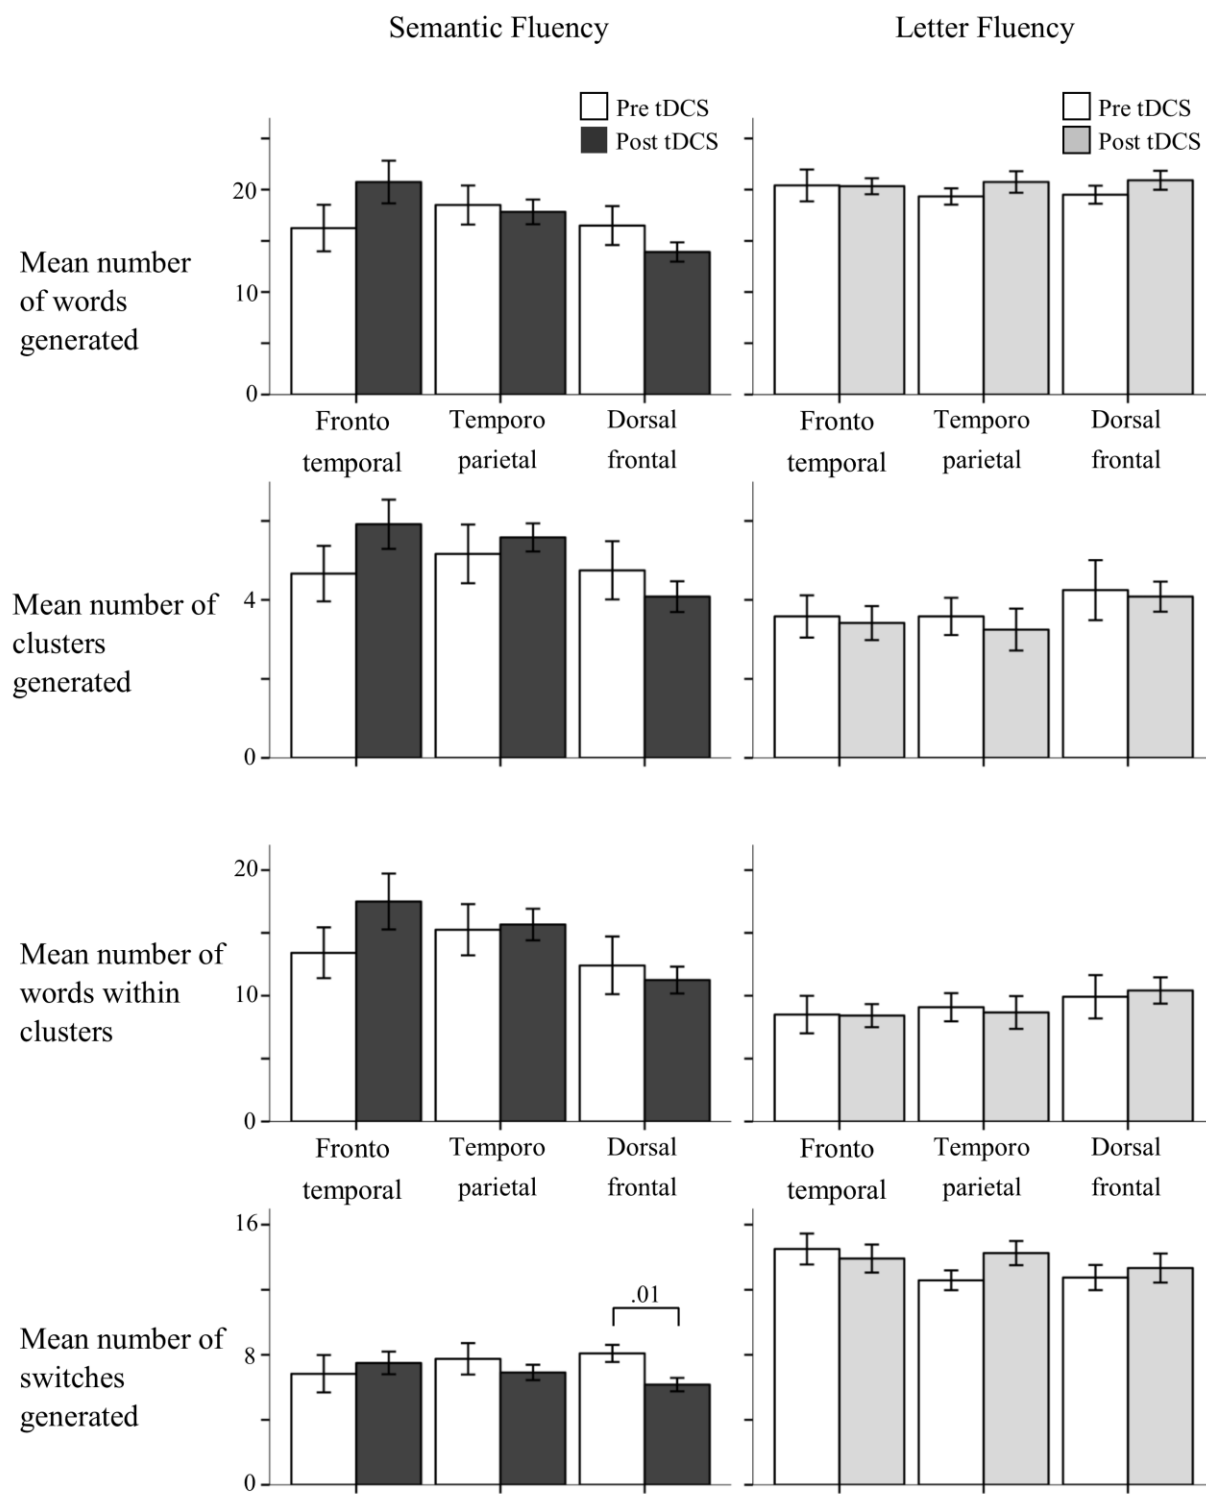 Semantic Fluency
Letter Fluency
Pre tDCS
Post tDCS
Pre tDCS
Post tDCS
Mean number
of words
generated
20
10
0
Fronto
temporal
Temporo
parietal
Dorsal
frontal
Fronto
temporal
Temporo
parietal
Dorsal
frontal
Mean number of
clusters
generated
4
0
Mean number of
words within
clusters
20
10
0
Fronto
temporal
Temporo
parietal
Dorsal
frontal
Fronto
temporal
Temporo
parietal
Dorsal
frontal
Mean number of
switches
generated
16
8
0
.01